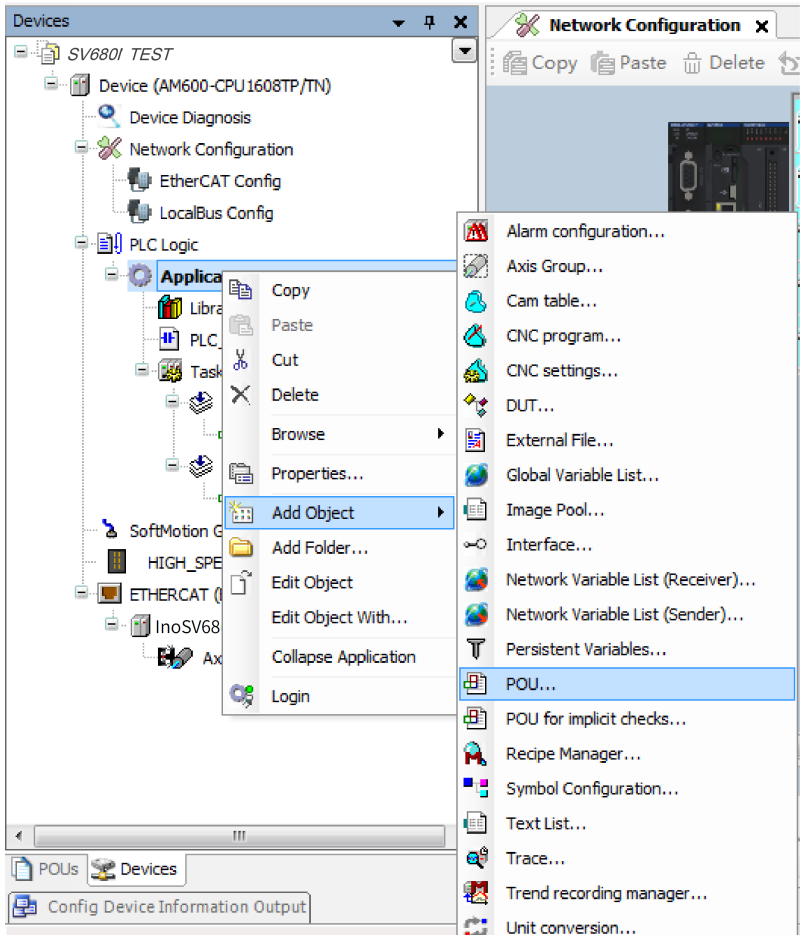 Devices
Network Configuration
SV680I TEST
Copy Paste Delete
Device (AM600-CPU1608TP/TN)
Device Diagnosis
Network Configuration
EtherCAT Config
LocalBus Config
PLC Logic
Applica
Libra
PLC_
Task
SoftMotion G
HIGH_SPE
ETHERCAT (
InoSV68
Ax
Copy
Paste
Cut
Delete
Browse
Properties...
Add Object
Add Folder...
Edit Object
Edit Object With...
Collapse Application
Login
Alarm configuration...
Axis Group...
Cam table...
CNC program...
CNC settings...
DUT...
External File...
Global Variable List...
Image Pool...
Interface...
Network Variable List (Receiver)...
Network Variable List (Sender)...
Persistent Variables...
POU...
POU for implicit checks...
Recipe Manager...
Symbol Configuration...
Text List...
Trace...
Trend recording manager...
Unit conversion...
POUs Devices
Config Device Information Output